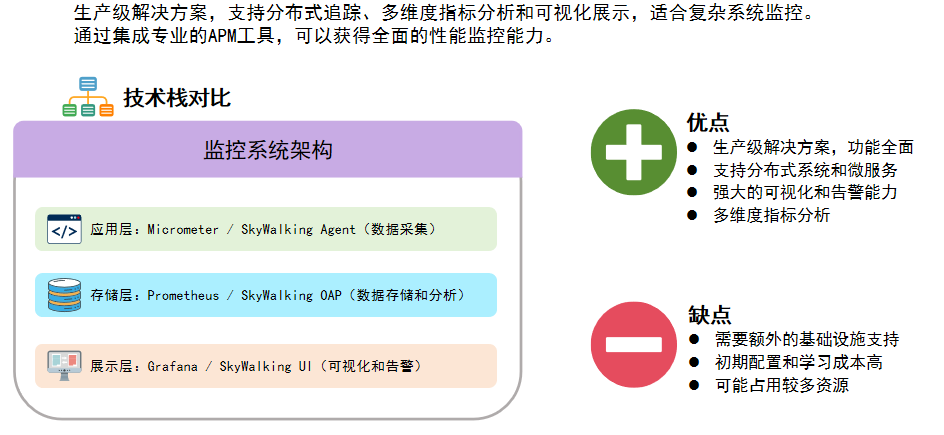 生产级解决方案，支持分布式追踪、多维度指标分析和可视化展示，适合复杂系统监控。
通过集成专业的APM工具，可以获得全面的性能监控能力。
技术栈对比
监控系统架构
</>
应用层：Micrometer / SkyWalking Agent（数据采集）
存储层：Prometheus / SkyWalking OAP（数据存储和分析）
展示层：Grafana / SkyWalking UI（可视化和告警）
优点
● 生产级解决方案，功能全面
● 支持分布式系统和微服务
● 强大的可视化和告警能力
● 多维度指标分析
缺点
● 需要额外的基础设施支持
● 初期配置和学习成本高
● 可能占用较多资源